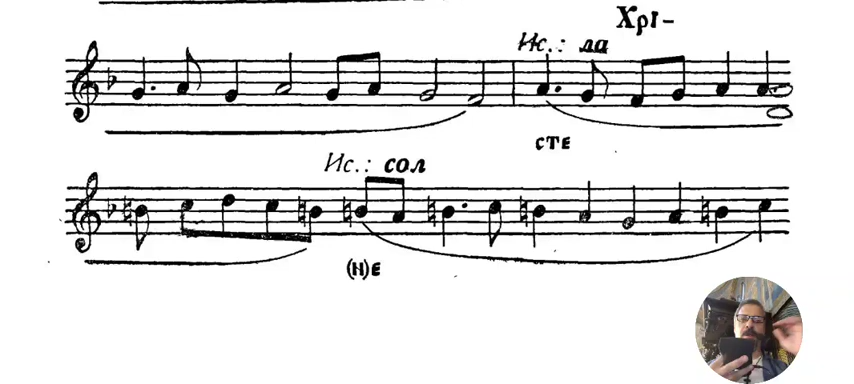 Хрі-
Ис.: ла
сте
Ис.: сол
(н)е